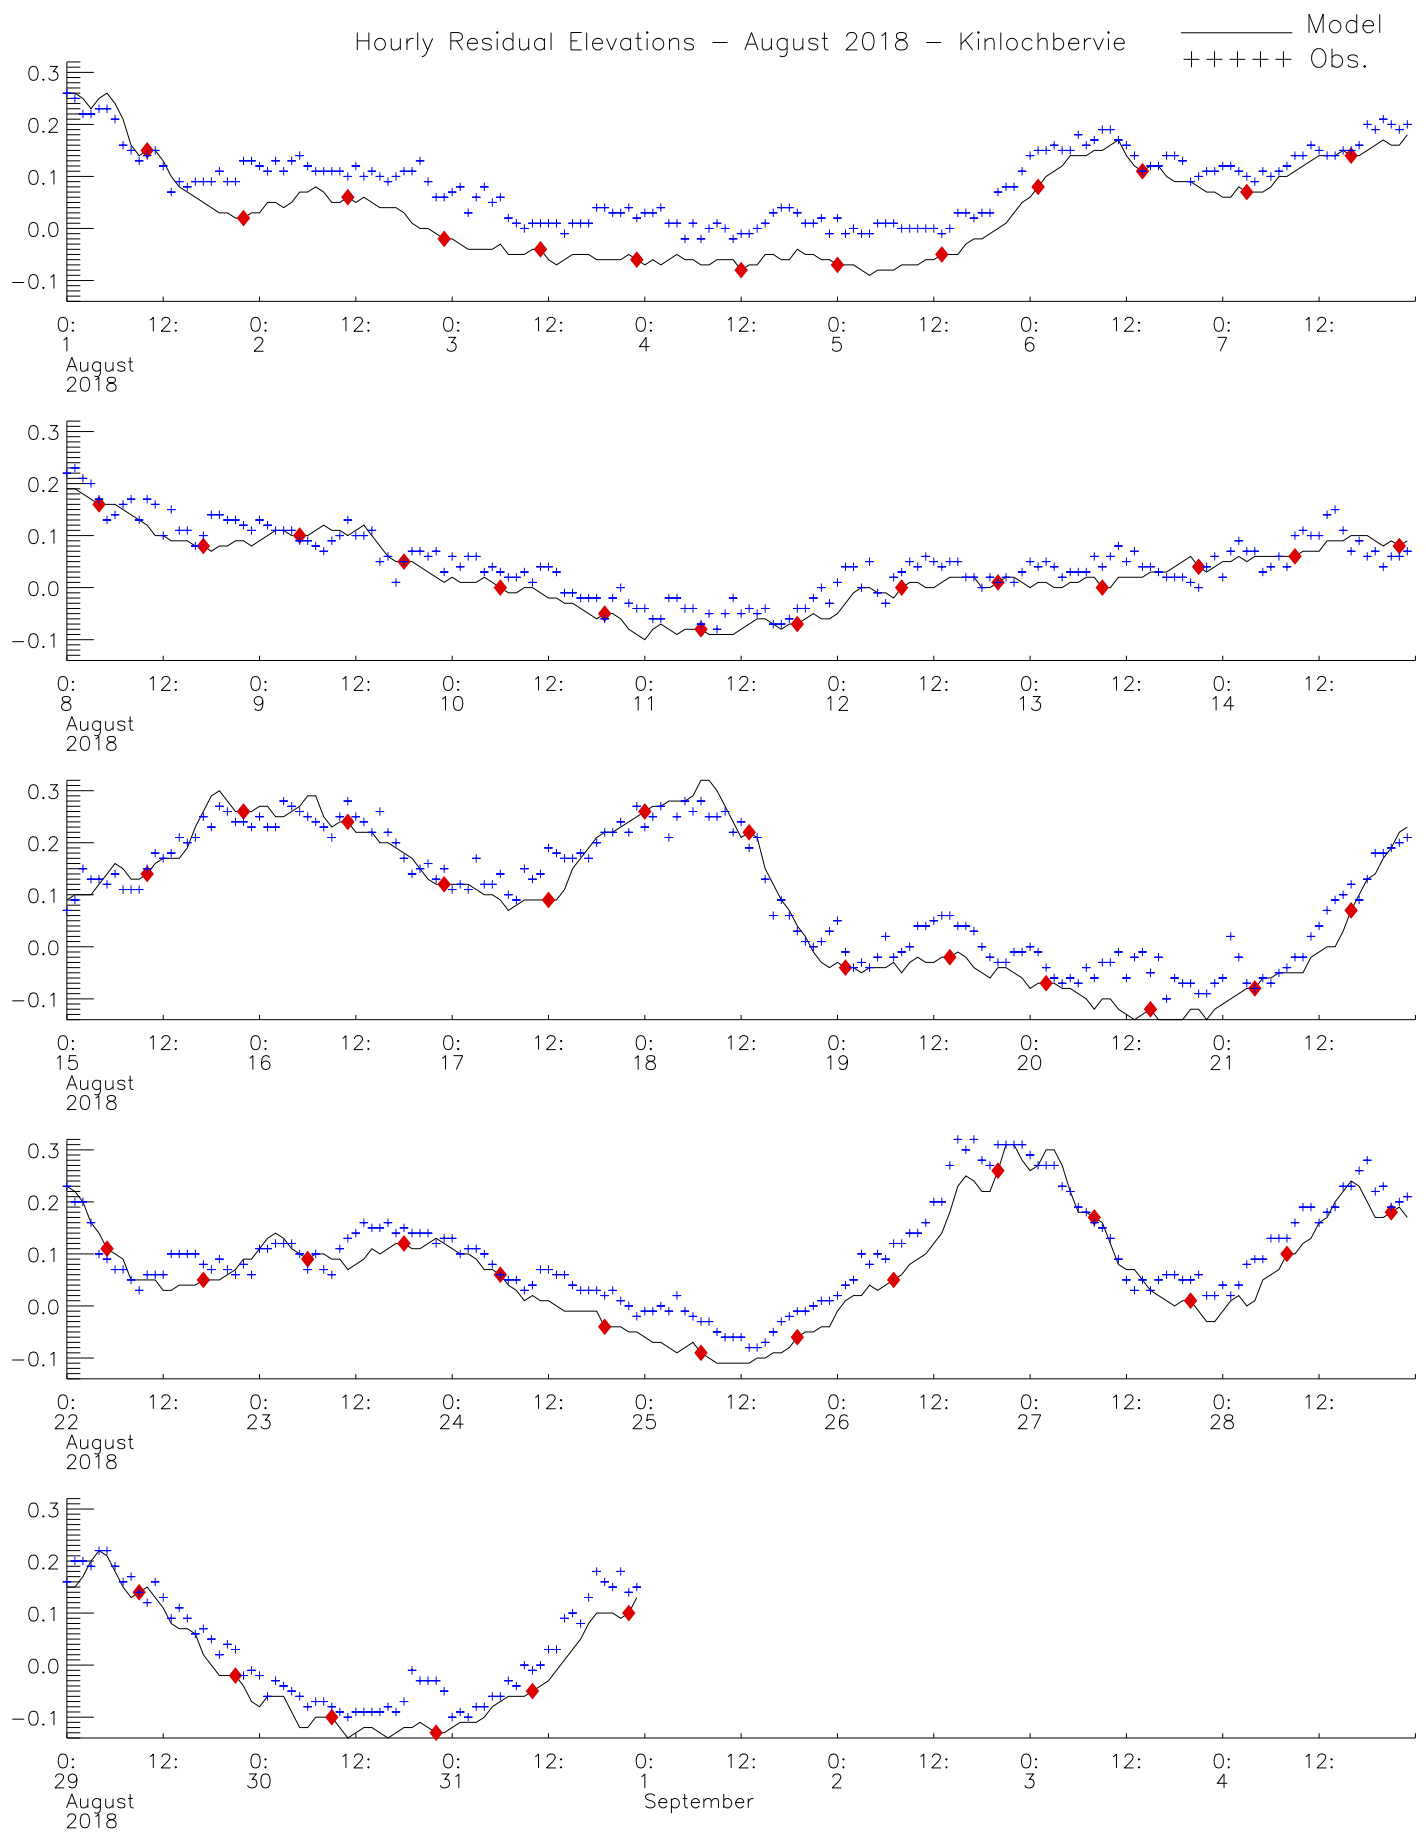 Hourly Residual Elevations – August 2018 – Kinlochbervie
Model
+++++ Obs.
0.3
0.2
0.1
0.0
−0.1
0: 12: 0: 12: 0: 12: 0: 12: 0: 12: 0: 12: 0: 12:
1 2 3 4 5 6 7
August
2018
0.3
0.2
0.1
0.0
−0.1
0: 12: 0: 12: 0: 12: 0: 12: 0: 12: 0: 12: 0: 12:
8 9 10 11 12 13 14
August
2018
0.3
0.2
0.1
0.0
−0.1
0: 12: 0: 12: 0: 12: 0: 12: 0: 12: 0: 12: 0: 12:
15 16 17 18 19 20 21
August
2018
0.3
0.2
0.1
0.0
−0.1
0: 12: 0: 12: 0: 12: 0: 12: 0: 12: 0: 12: 0: 12:
22 23 24 25 26 27 28
August
2018
0.3
0.2
0.1
0.0
−0.1
0: 12: 0: 12: 0: 12: 0: 12: 0: 12: 0: 12: 0: 12:
29 30 31 1 2 3 4
August September
2018